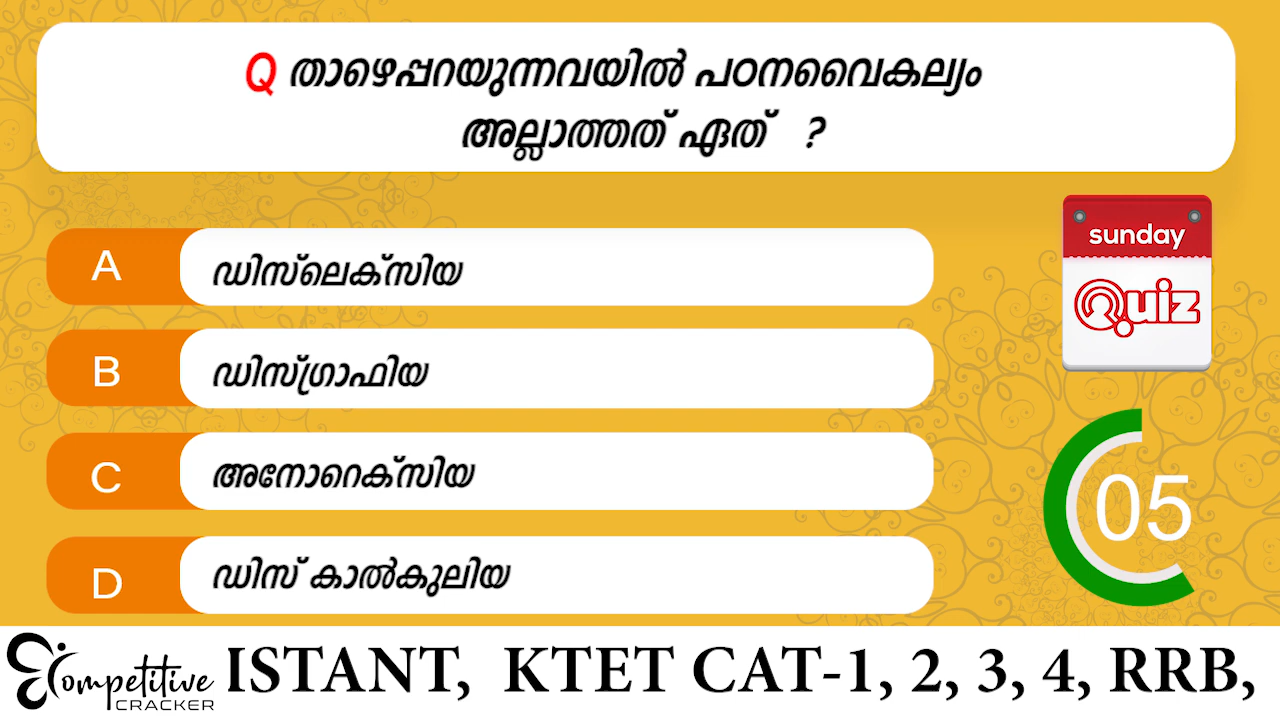 Q താഴെപ്പറയുന്നവയിൽ പഠനവൈകല്യം
അല്ലാത്തത് ഏത് ?
A ഡിസ്‌ലെക്സിയ
B ഡിസ്ഗ്രാഫിയ
C അനോറെക്സിയ
D ഡിസ് കാൽകുലിയ
sunday
Quiz
05
Competitive
CRACKER
ISTANT, KTET CAT-1, 2, 3, 4, RRB,